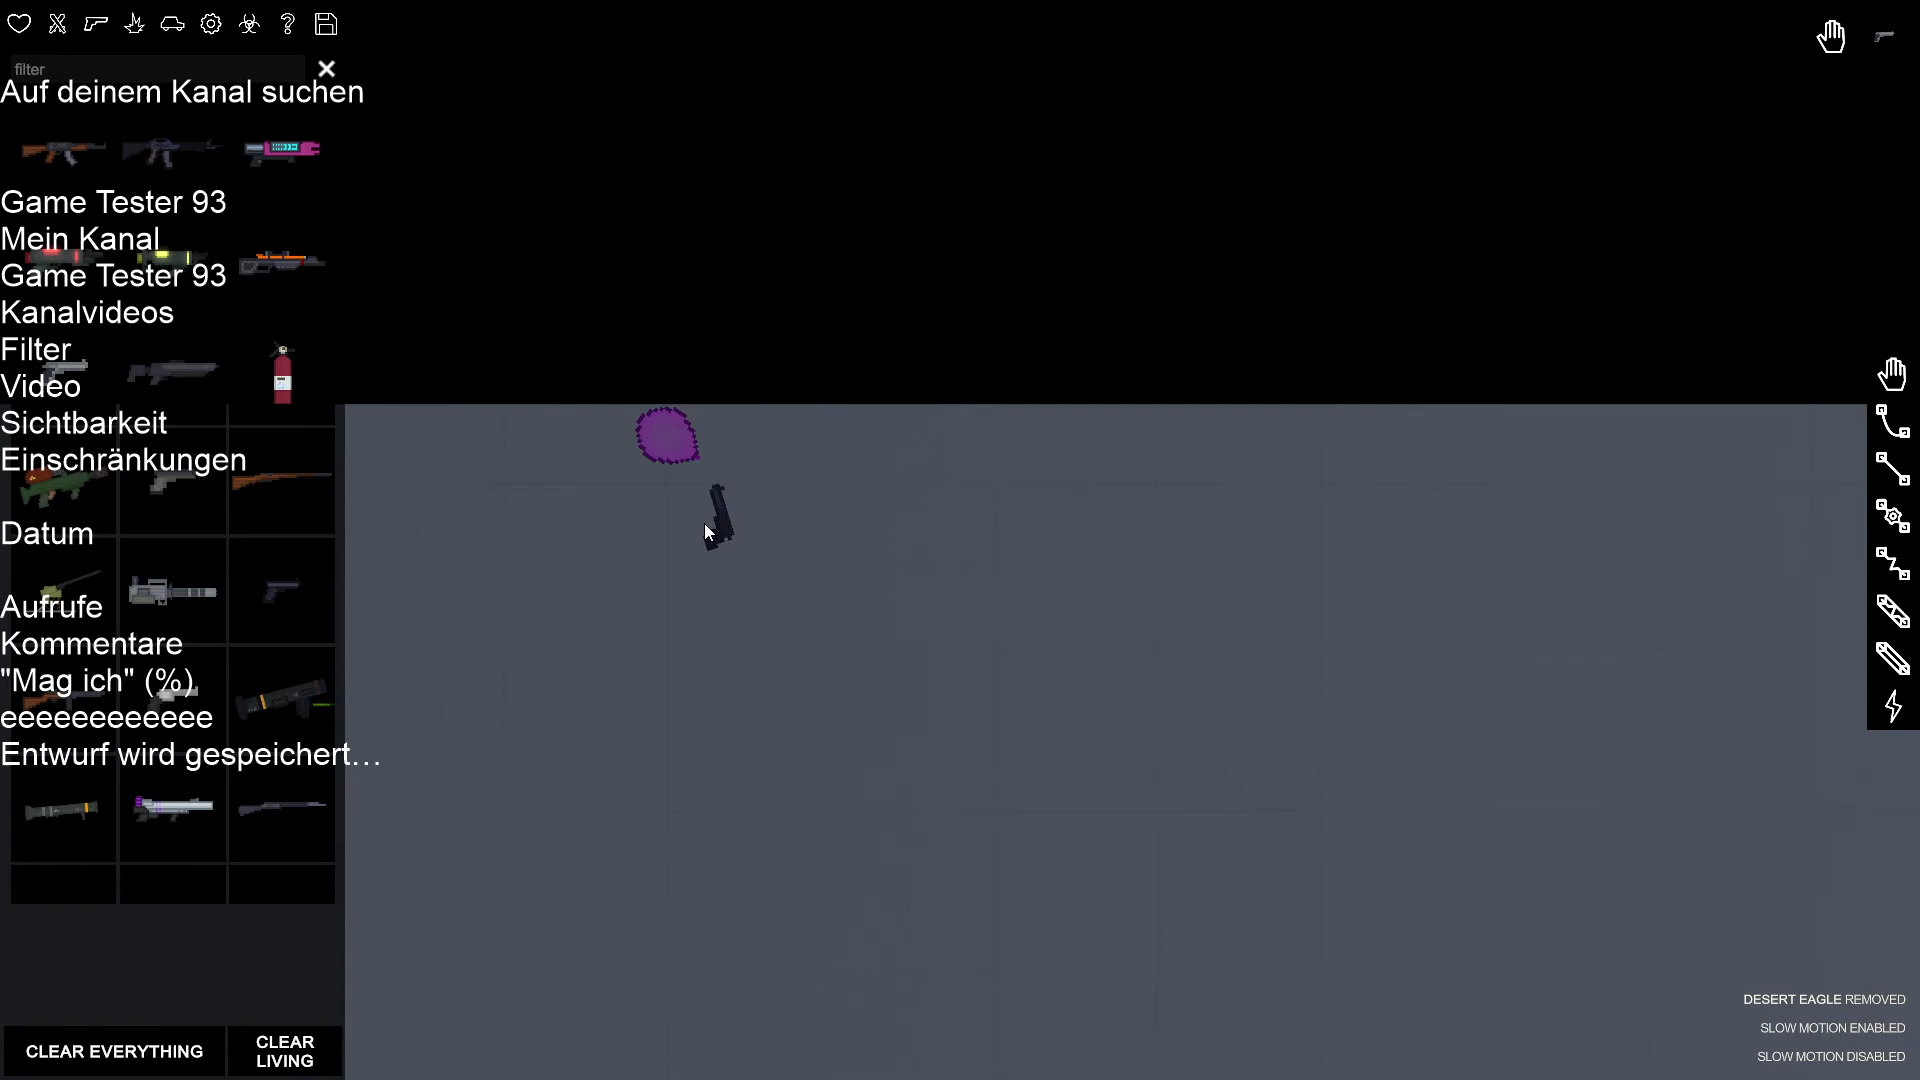 filter
Auf deinem Kanal suchen
Game Tester 93
Mein Kanal
Game Tester 93
Kanalvideos
Filter
Video
Sichtbarkeit
Einschränkungen
Datum
Aufrufe
Kommentare
"Mag ich" (%)
eeeeeeeeeeee
Entwurf wird gespeichert…
CLEAR EVERYTHING
CLEAR
LIVING
DESERT EAGLE REMOVED
SLOW MOTION ENABLED
SLOW MOTION DISABLED